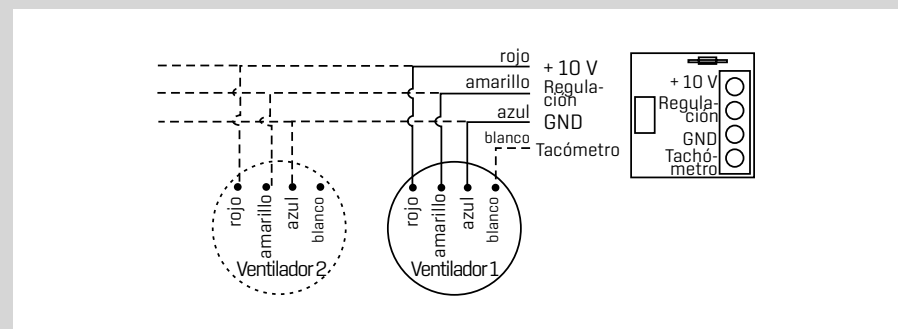 rojo
+ 10 V
amarillo
Regula-
ción
azul
GND
blanco
Tacómetro
+ 10 V
Regula-
ción
GND
Tachó-
metro
rojo
amarillo
azul
blanco
Ventilador 2
rojo
amarillo
azul
blanco
Ventilador 1